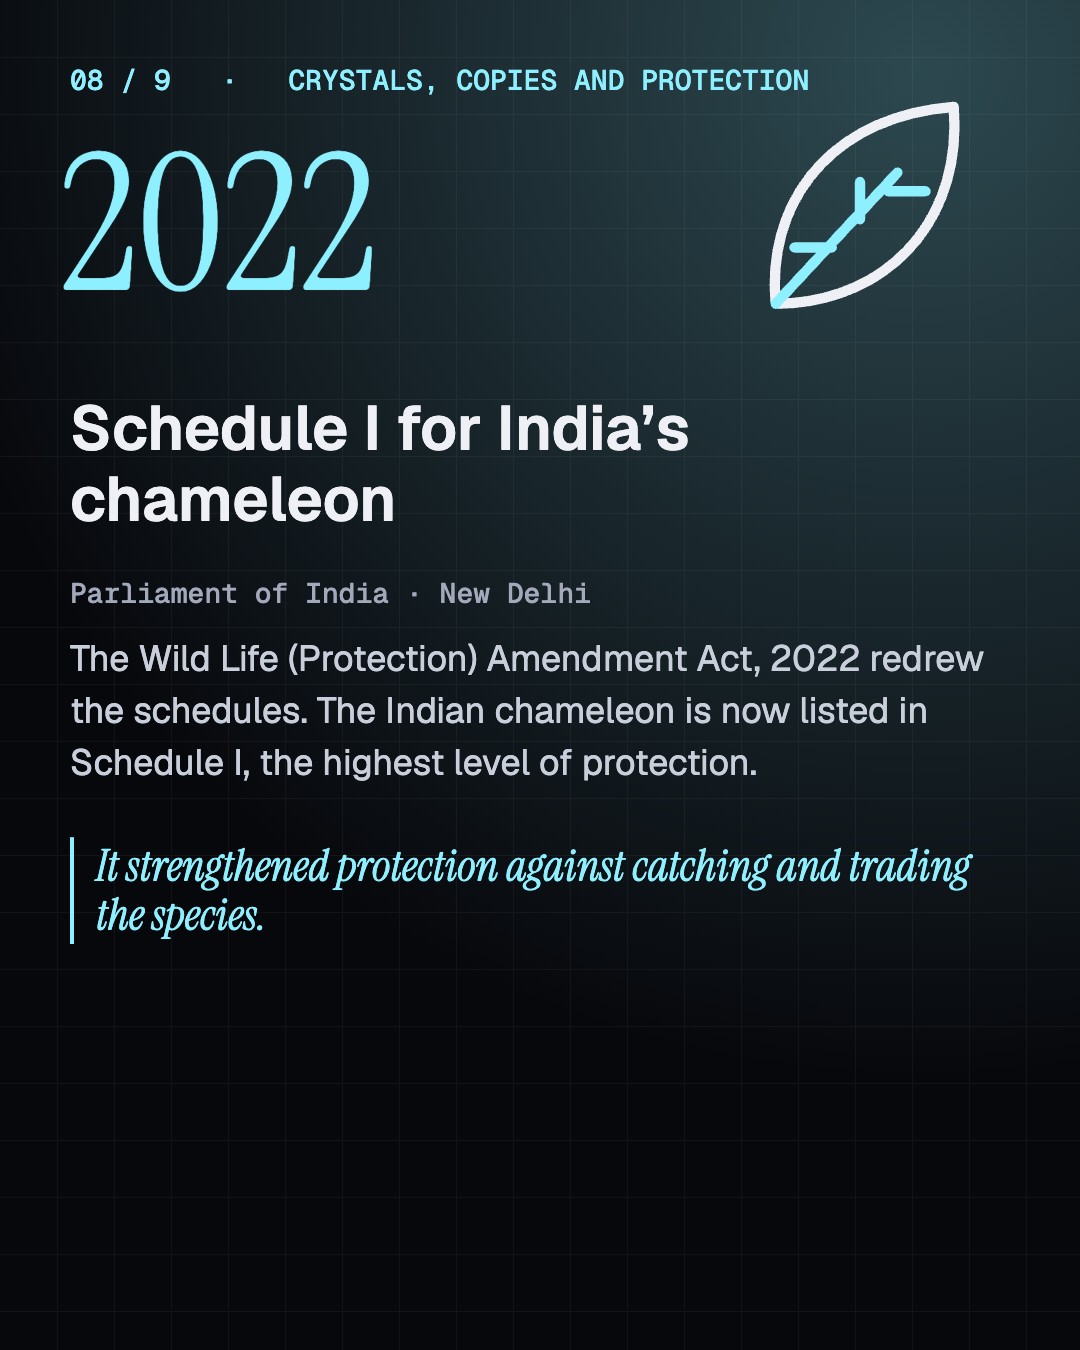 08 / 9 · CRYSTALS, COPIES AND PROTECTION
2022
Schedule I for India’s
chameleon
Parliament of India · New Delhi
The Wild Life (Protection) Amendment Act, 2022 redrew
the schedules. The Indian chameleon is now listed in
Schedule I, the highest level of protection.
It strengthened protection against catching and trading
the species.